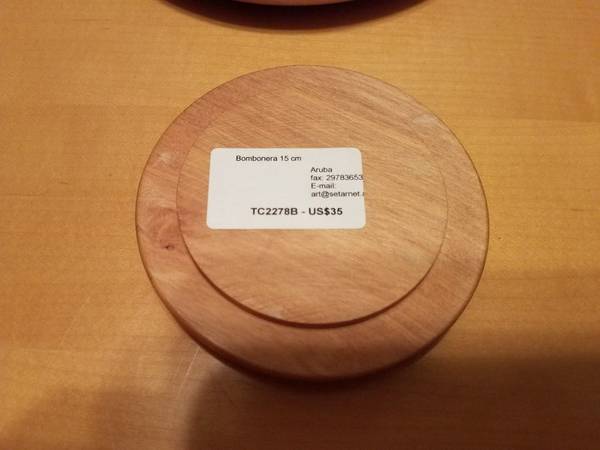 Bombonera 15 cm
Aruba
fax: 29783653
E-mail:
art@setarnet.
TC2278B - US$35